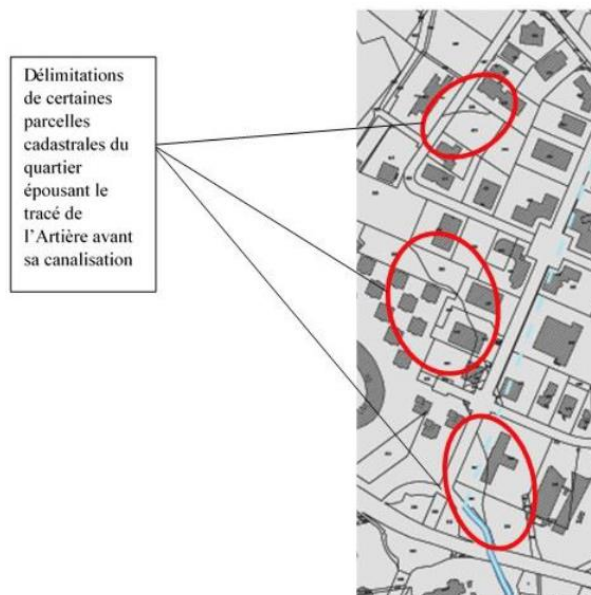 Délimitations
de certaines
parcelles
cadastrales du
quartier
épousant le
tracé de
l'Artière avant
sa canalisation